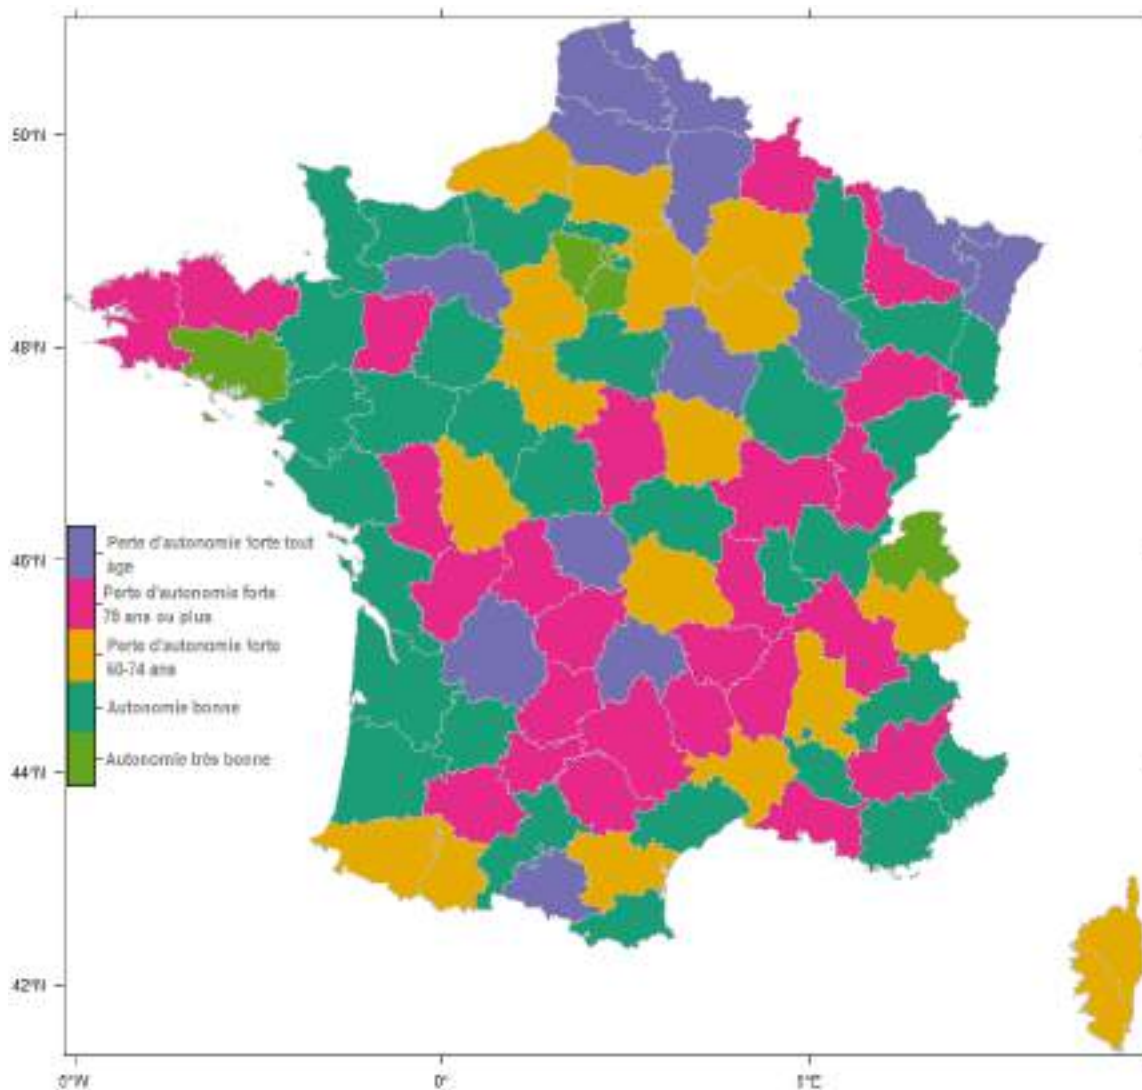 50°N
48°N
46°N
44°N
42°N
Perte d'autonomie forte tout
âge
Perte d'autonomie forte
75 ans ou plus
Perte d'autonomie forte
60-74 ans
Autonomie bonne
Autonomie très bonne
5°W
0°
5°E